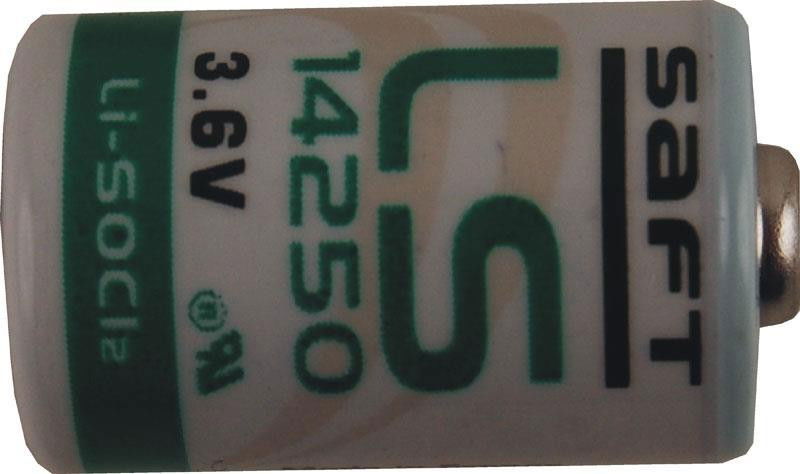 saft
LS
14250
3.6V
Li-SOCl₂